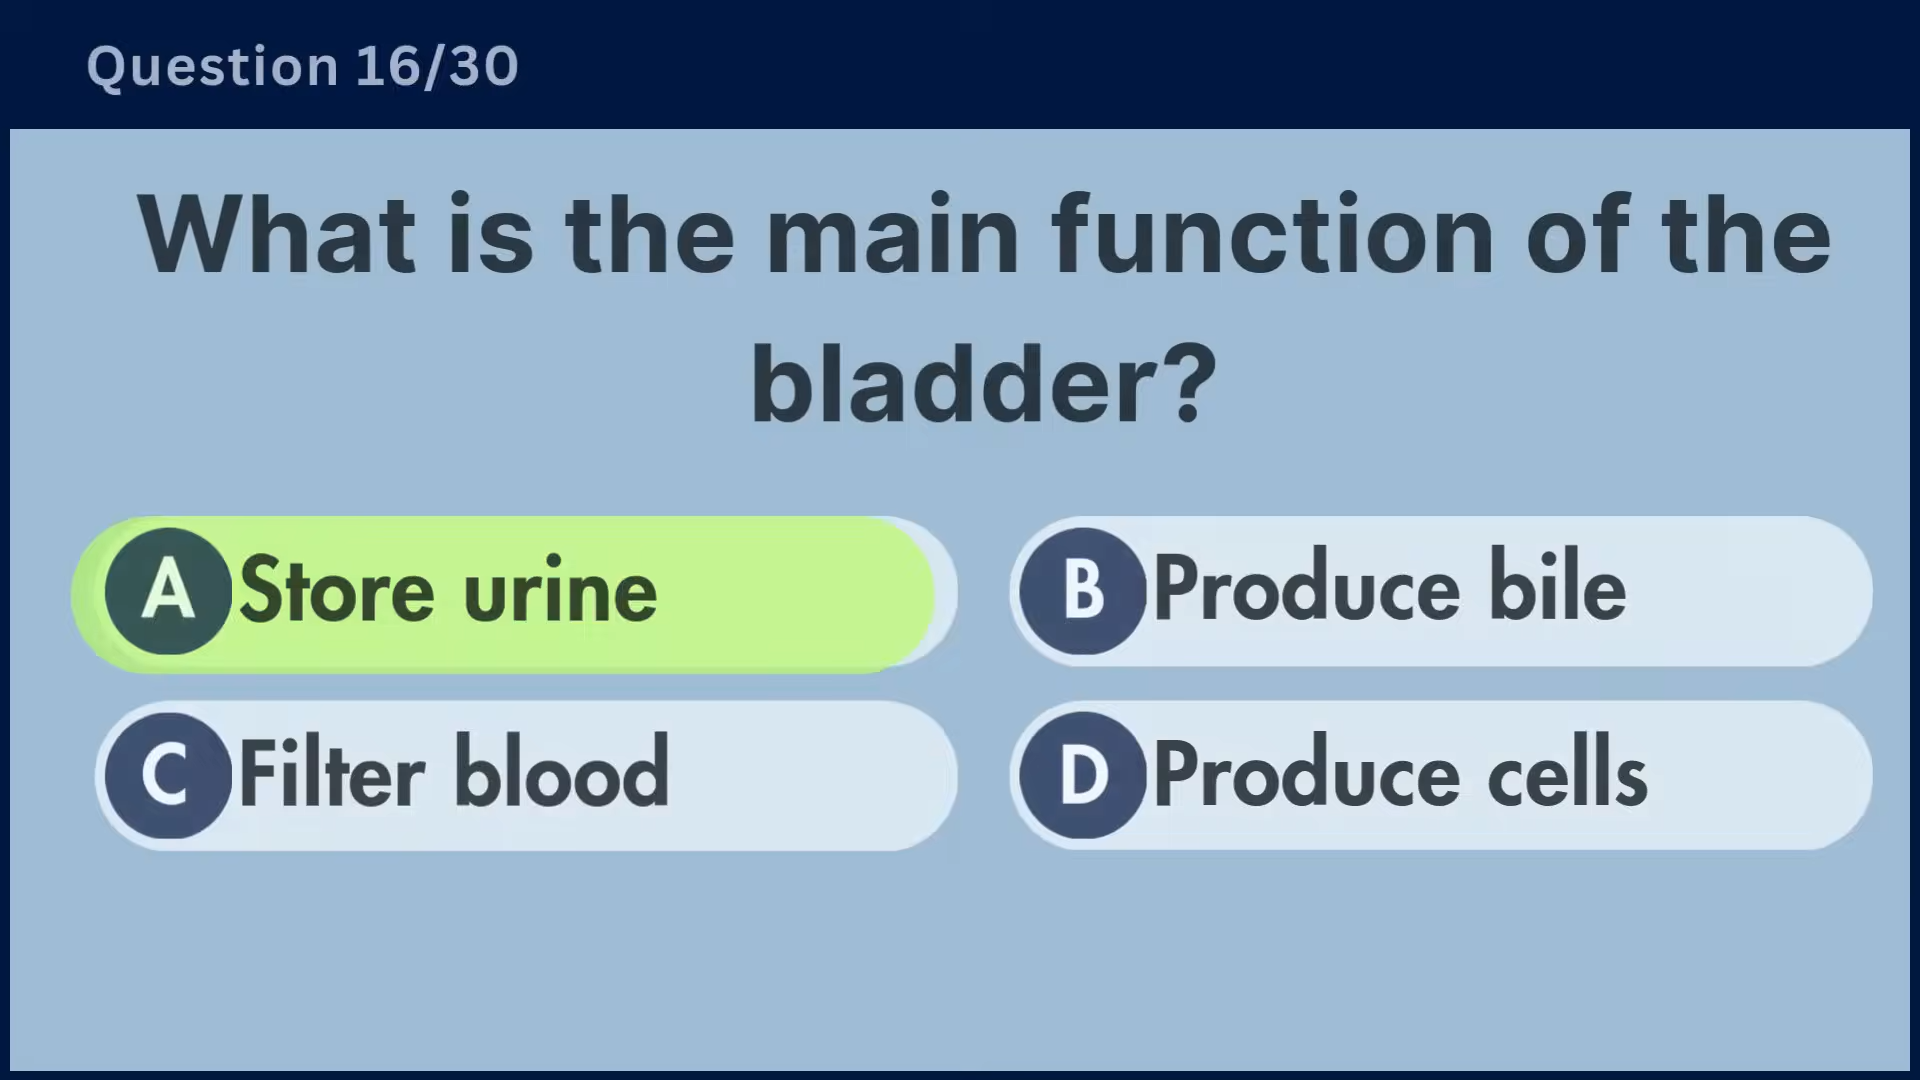 Question 16/30
What is the main function of the
bladder?
A Store urine
B Produce bile
C Filter blood
D Produce cells